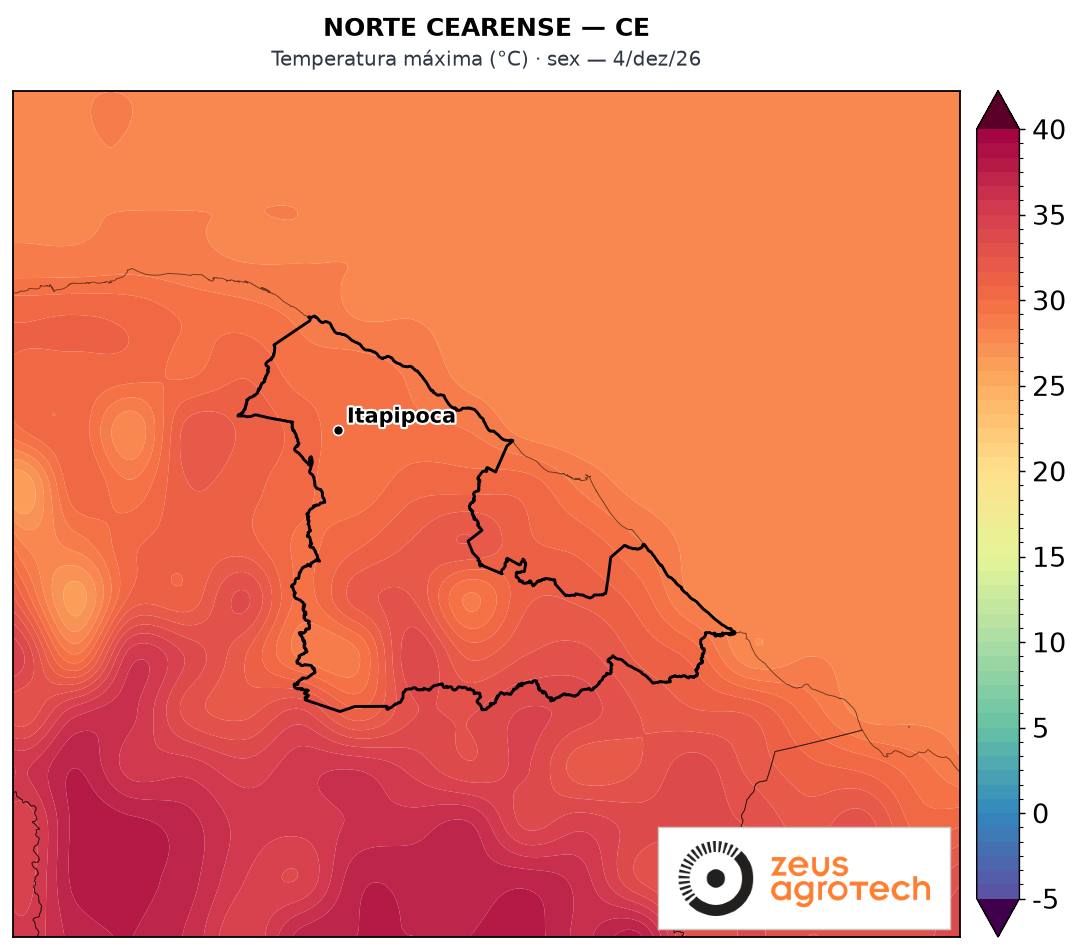 NORTE CEARENSE — CE
Temperatura máxima (°C) · sex — 4/dez/26
Itapipoca
40
35
30
25
20
15
10
5
0
-5
zeus
agrotech